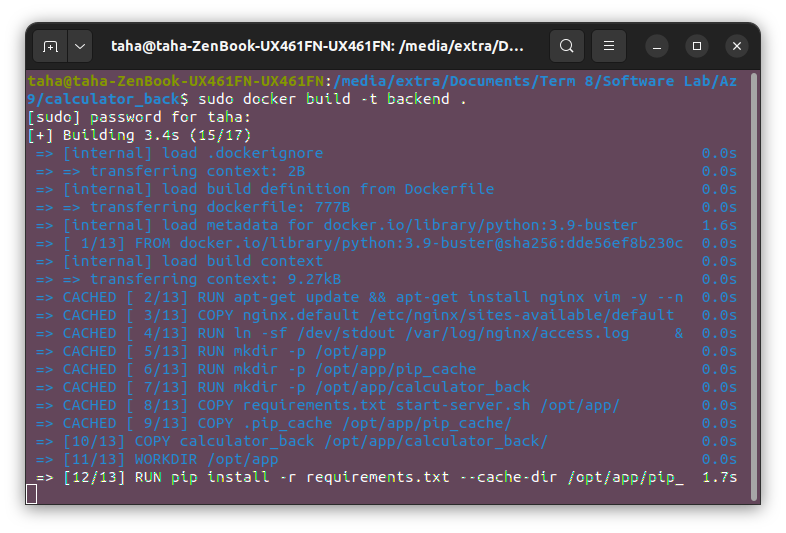 taha@taha-ZenBook-UX461FN-UX461FN: /media/extra/D...
taha@taha-ZenBook-UX461FN-UX461FN:/media/extra/Documents/Term 8/Software Lab/Az
9/calculator_back$ sudo docker build -t backend .
[sudo] password for taha:
[+] Building 3.4s (15/17)
=> [internal] load .dockerignore 0.0s
=> => transferring context: 2B 0.0s
=> [internal] load build definition from Dockerfile 0.0s
=> => transferring dockerfile: 777B 0.0s
=> [internal] load metadata for docker.io/library/python:3.9-buster 1.6s
=> [ 1/13] FROM docker.io/library/python:3.9-buster@sha256:dde56ef8b230c 0.0s
=> [internal] load build context 0.0s
=> => transferring context: 9.27kB 0.0s
=> CACHED [ 2/13] RUN apt-get update && apt-get install nginx vim -y --n 0.0s
=> CACHED [ 3/13] COPY nginx.default /etc/nginx/sites-available/default 0.0s
=> CACHED [ 4/13] RUN ln -sf /dev/stdout /var/log/nginx/access.log & 0.0s
=> CACHED [ 5/13] RUN mkdir -p /opt/app 0.0s
=> CACHED [ 6/13] RUN mkdir -p /opt/app/pip_cache 0.0s
=> CACHED [ 7/13] RUN mkdir -p /opt/app/calculator_back 0.0s
=> CACHED [ 8/13] COPY requirements.txt start-server.sh /opt/app/ 0.0s
=> CACHED [ 9/13] COPY .pip_cache /opt/app/pip_cache/ 0.0s
=> [10/13] COPY calculator_back /opt/app/calculator_back/ 0.0s
=> [11/13] WORKDIR /opt/app 0.0s
=> [12/13] RUN pip install -r requirements.txt --cache-dir /opt/app/pip_ 1.7s